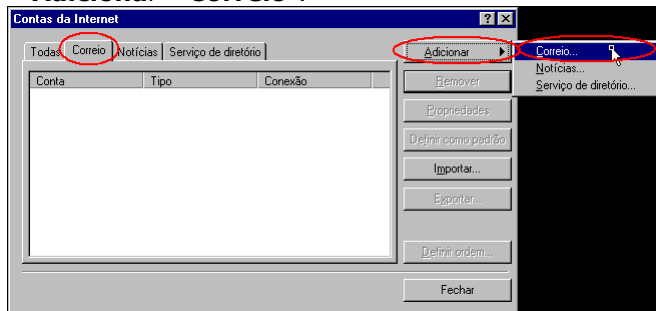 Contas da Internet
Todas Correio Notícias Serviço de diretório
Conta Tipo Conexão
Adicionar
Correio...
Notícias...
Serviço de diretório...
Remover
Propriedades
Definir como padrão
Importar...
Exportar...
Definir ordem...
Fechar